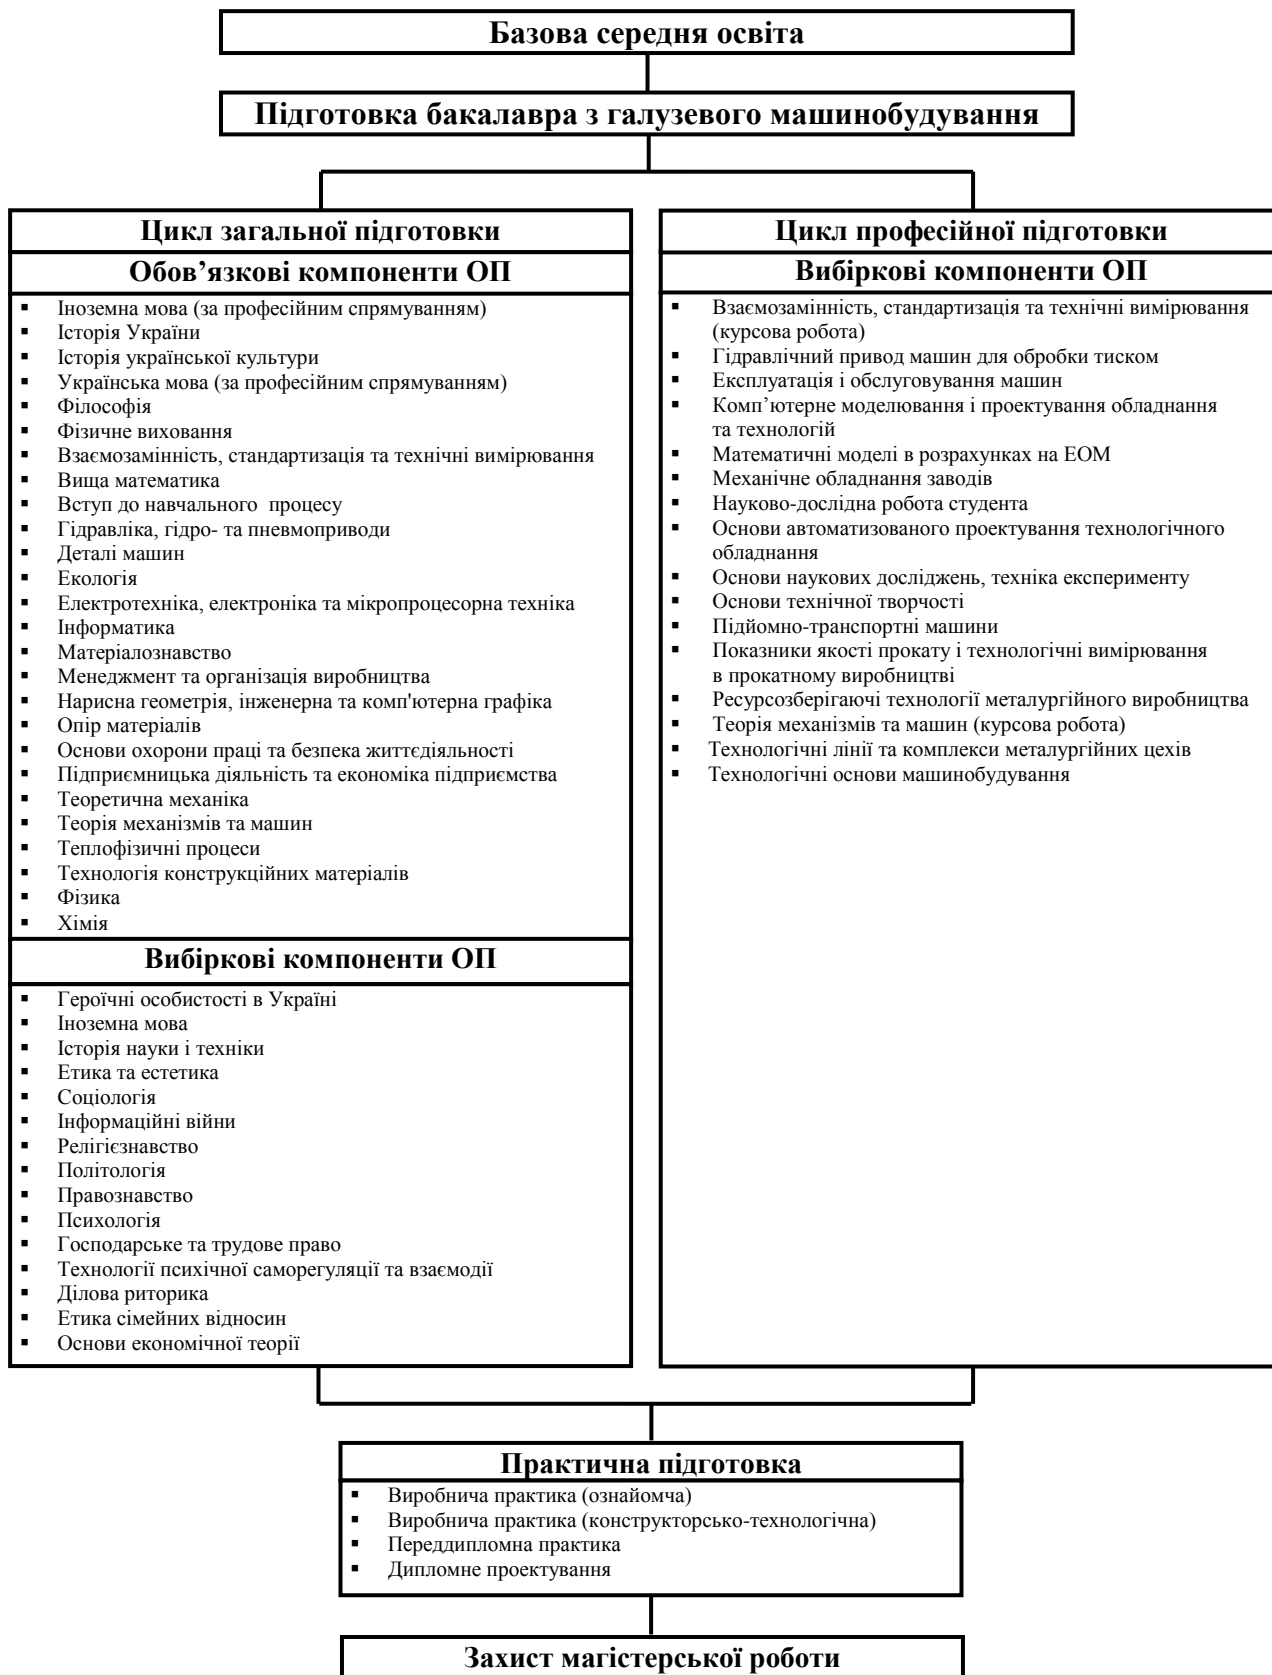 Базова середня освіта
Підготовка бакалавра з галузевого машинобудування
Цикл загальної підготовки
Обов’язкові компоненти ОП
▪ Іноземна мова (за професійним спрямуванням)
▪ Історія України
▪ Історія української культури
▪ Українська мова (за професійним спрямуванням)
▪ Філософія
▪ Фізичне виховання
▪ Взаємозамінність, стандартизація та технічні вимірювання
▪ Вища математика
▪ Вступ до навчального процесу
▪ Гідравліка, гідро- та пневмоприводи
▪ Деталі машин
▪ Екологія
▪ Електротехніка, електроніка та мікропроцесорна техніка
▪ Інформатика
▪ Матеріалознавство
▪ Менеджмент та організація виробництва
▪ Нарисна геометрія, інженерна та комп'ютерна графіка
▪ Опір матеріалів
▪ Основи охорони праці та безпека життєдіяльності
▪ Підприємницька діяльність та економіка підприємства
▪ Теоретична механіка
▪ Теорія механізмів та машин
▪ Теплофізичні процеси
▪ Технологія конструкційних матеріалів
▪ Фізика
▪ Хімія
Вибіркові компоненти ОП
▪ Героїчні особистості в Україні
▪ Іноземна мова
▪ Історія науки і техніки
▪ Етика та естетика
▪ Соціологія
▪ Інформаційні війни
▪ Релігієзнавство
▪ Політологія
▪ Правознавство
▪ Психологія
▪ Господарське та трудове право
▪ Технології психічної саморегуляції та взаємодії
▪ Ділова риторика
▪ Етика сімейних відносин
▪ Основи економічної теорії
Цикл професійної підготовки
Вибіркові компоненти ОП
▪ Взаємозамінність, стандартизація та технічні вимірювання
(курсова робота)
▪ Гідравлічний привод машин для обробки тиском
▪ Експлуатація і обслуговування машин
▪ Комп’ютерне моделювання і проектування обладнання
та технологій
▪ Математичні моделі в розрахунках на ЕОМ
▪ Механічне обладнання заводів
▪ Науково-дослідна робота студента
▪ Основи автоматизованого проектування технологічного
обладнання
▪ Основи наукових досліджень, техніка експерименту
▪ Основи технічної творчості
▪ Підйомно-транспортні машини
▪ Показники якості прокату і технологічні вимірювання
в прокатному виробництві
▪ Ресурсозберігаючі технології металургійного виробництва
▪ Теорія механізмів та машин (курсова робота)
▪ Технологічні лінії та комплекси металургійних цехів
▪ Технологічні основи машинобудування
Практична підготовка
▪ Виробнича практика (ознайомча)
▪ Виробнича практика (конструкторсько-технологічна)
▪ Переддипломна практика
▪ Дипломне проектування
Захист магістерської роботи